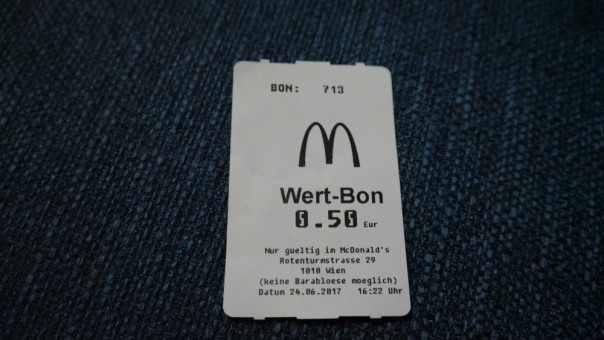 BON: 713
Wert-Bon
0.50 Eur
Nur gueltig im McDonald's
Rotenturmstrasse 29
1010 Wien
(keine Barabloese moeglich)
Datum 24.06.2017 16:22 Uhr